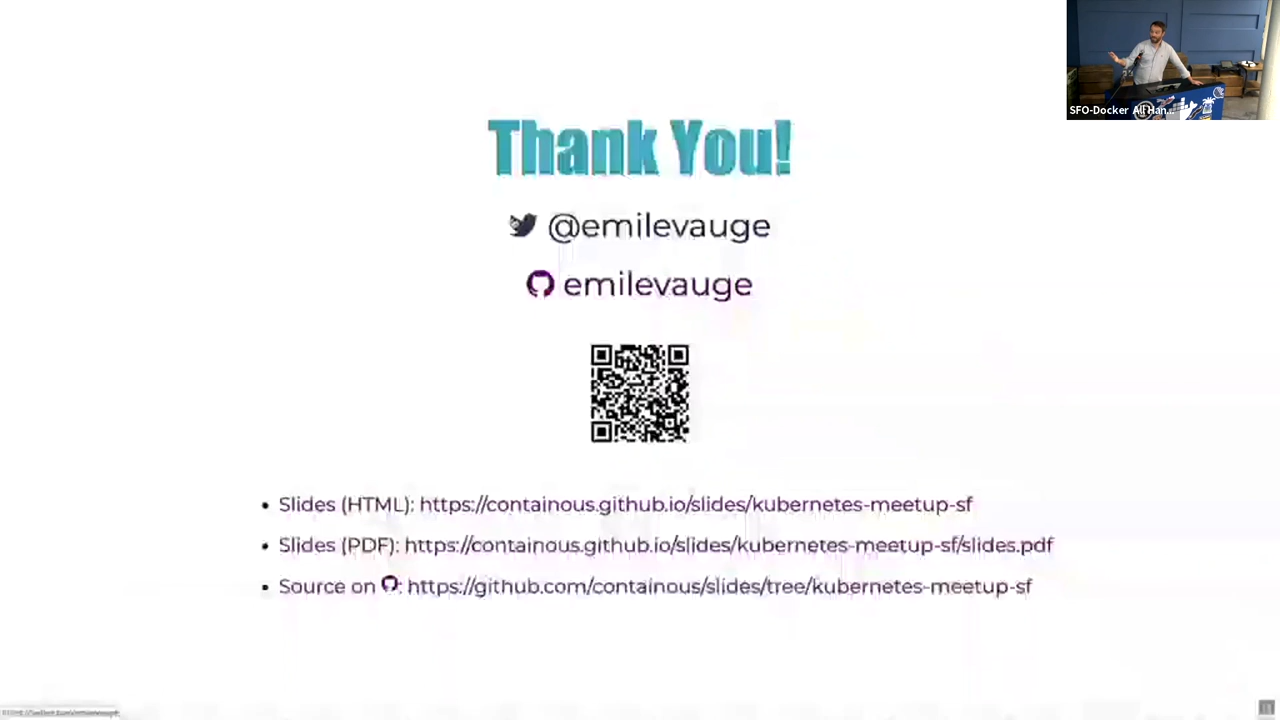 SFO-Docker All Han...
Thank You!
@emilevauge
emilevauge
• Slides (HTML): https://containous.github.io/slides/kubernetes-meetup-sf
• Slides (PDF): https://containous.github.io/slides/kubernetes-meetup-sf/slides.pdf
• Source on : https://github.com/containous/slides/tree/kubernetes-meetup-sf